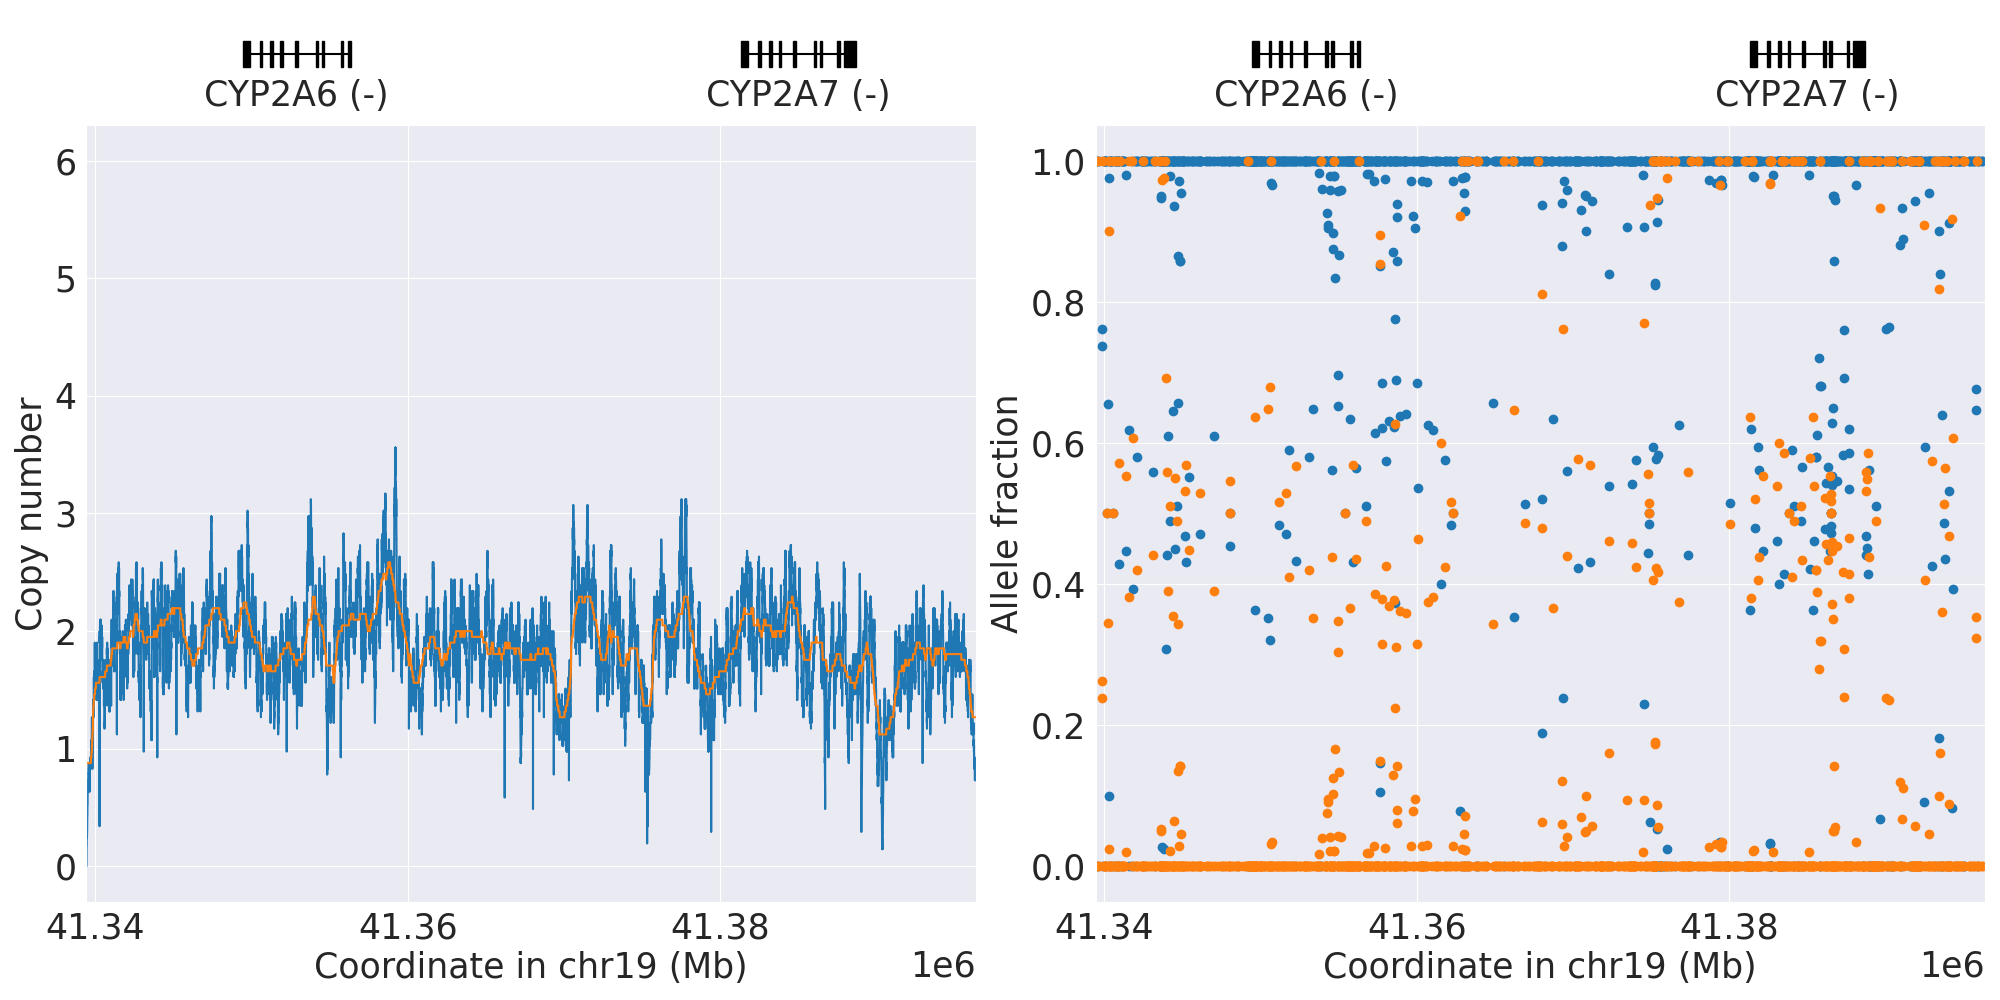 CYP2A6 (-)
CYP2A7 (-)
6
5
4
3
2
1
0
Copy number
41.34
41.36
41.38
Coordinate in chr19 (Mb)
1e6
CYP2A6 (-)
CYP2A7 (-)
1.0
0.8
0.6
0.4
0.2
0.0
Allele fraction
41.34
41.36
41.38
Coordinate in chr19 (Mb)
1e6